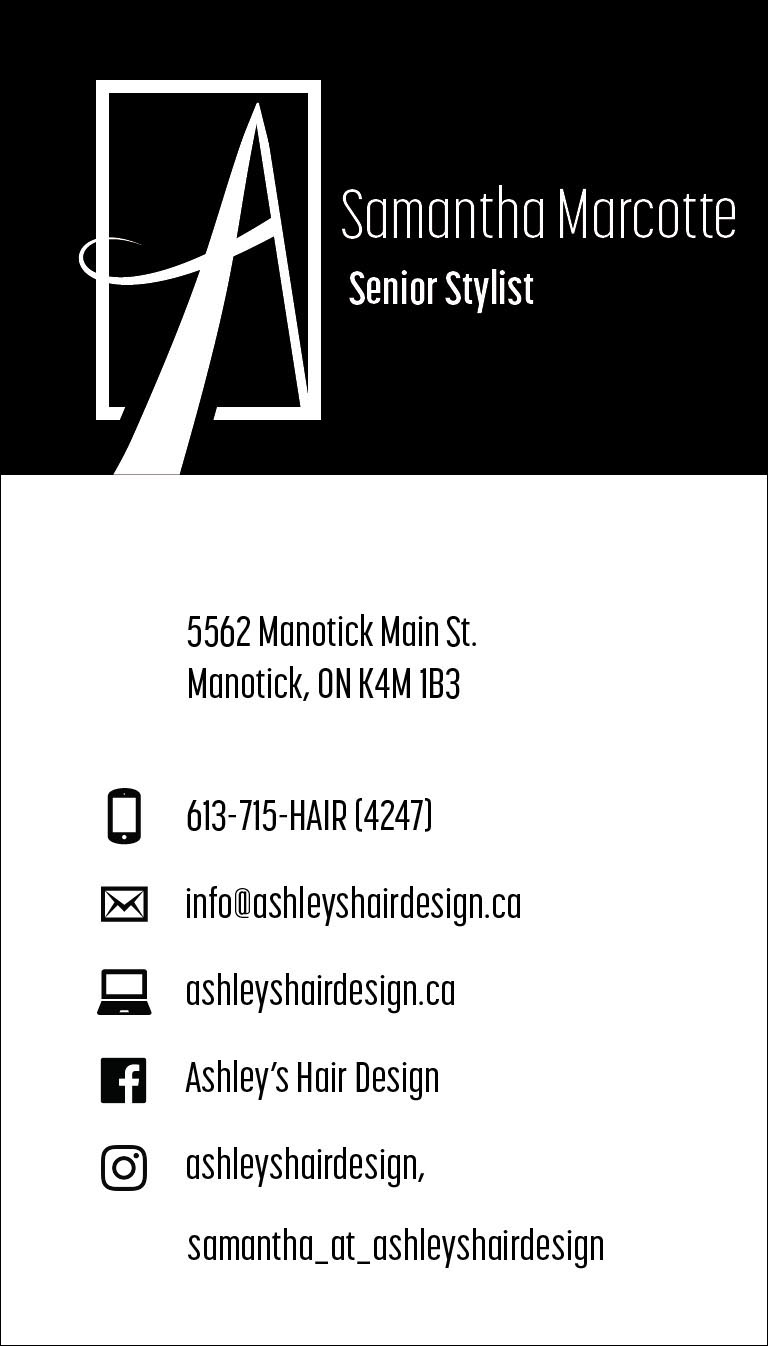 A
Samantha Marcotte
Senior Stylist
5562 Manotick Main St.
Manotick, ON K4M 1B3
613-715-HAIR (4247)
info@ashleyshairdesign.ca
ashleyshairdesign.ca
Ashley's Hair Design
ashleyshairdesign,
samantha_at_ashleyshairdesign